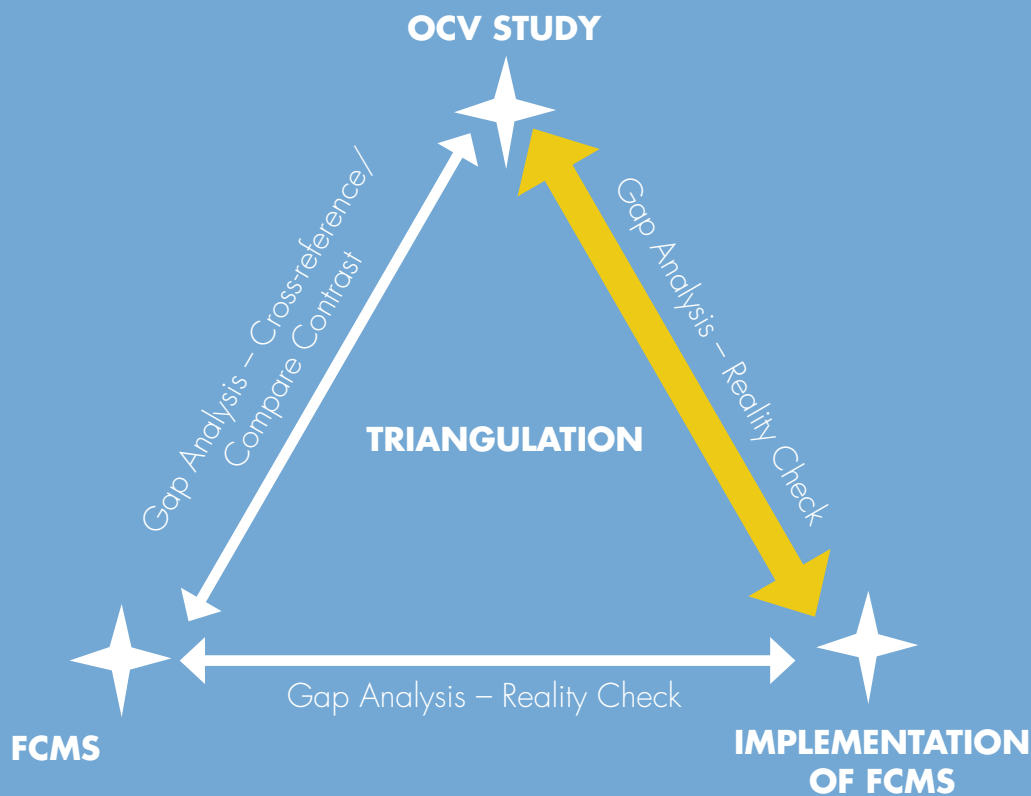 OCV STUDY
Gap Analysis – Cross-reference/
Compare Contrast
Gap Analysis – Reality Check
TRIANGULATION
Gap Analysis – Reality Check
FCMS
IMPLEMENTATION
OF FCMS